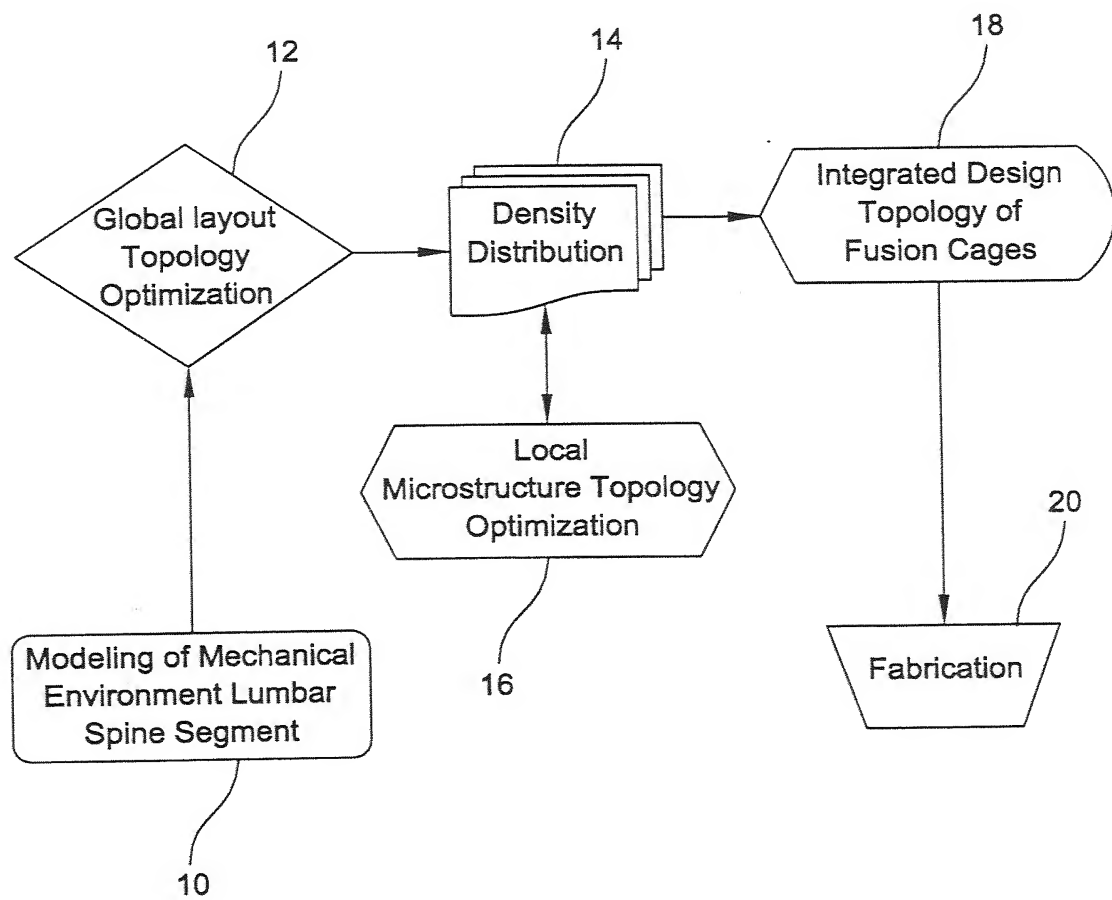 12
14
18
Global layout
Topology
Optimization
Density
Distribution
Integrated Design
Topology of
Fusion Cages
Local
Microstructure Topology
Optimization
16
20
Modeling of Mechanical
Environment Lumbar
Spine Segment
10
Fabrication